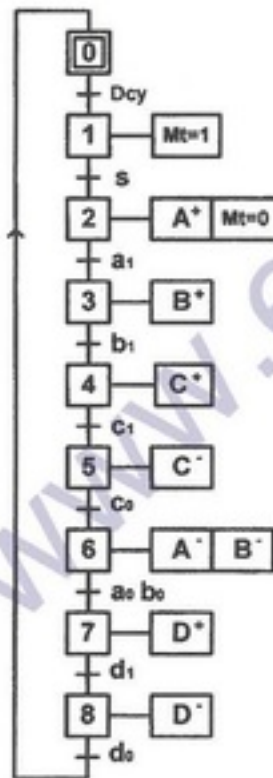 0
Dcy
1 Mt=1
s
2 A⁺ Mt=0
a₁
3 B⁺
b₁
4 C⁺
c₁
5 C⁻
c₀
6 A⁻ B⁻
a₀ b₀
7 D⁺
d₁
8 D⁻
d₀
www.